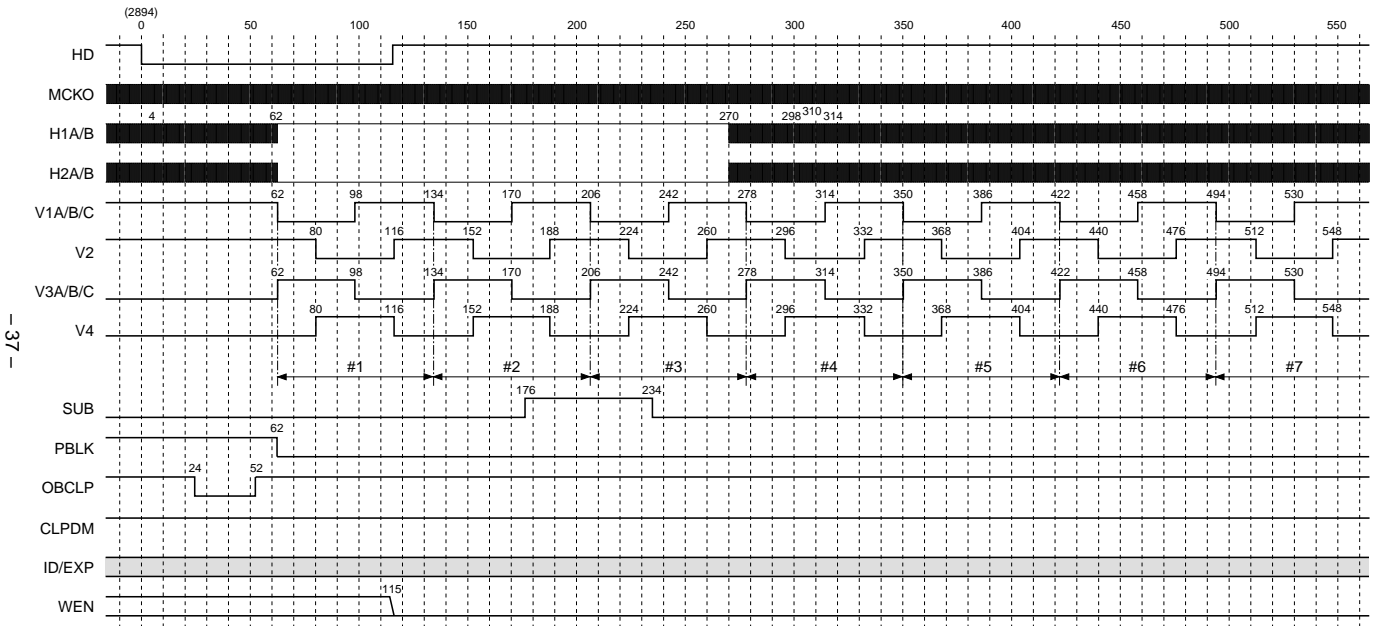 (2894)
0 50 100 150 200 250 300 350 400 450 500 550
HD
MCKO
4 62 270 298 310 314
H1A/B
H2A/B
62 98 134 170 206 242 278 314 350 386 422 458 494 530
V1A/B/C
80 116 152 188 224 260 296 332 368 404 440 476 512 548
V2
62 98 134 170 206 242 278 314 350 386 422 458 494 530
V3A/B/C
80 116 152 188 224 260 296 332 368 404 440 476 512 548
V4
#1 #2 #3 #4 #5 #6 #7
176 234
SUB
62
PBLK
24 52
OBCLP
CLPDM
ID/EXP
115
WEN
– 37 –